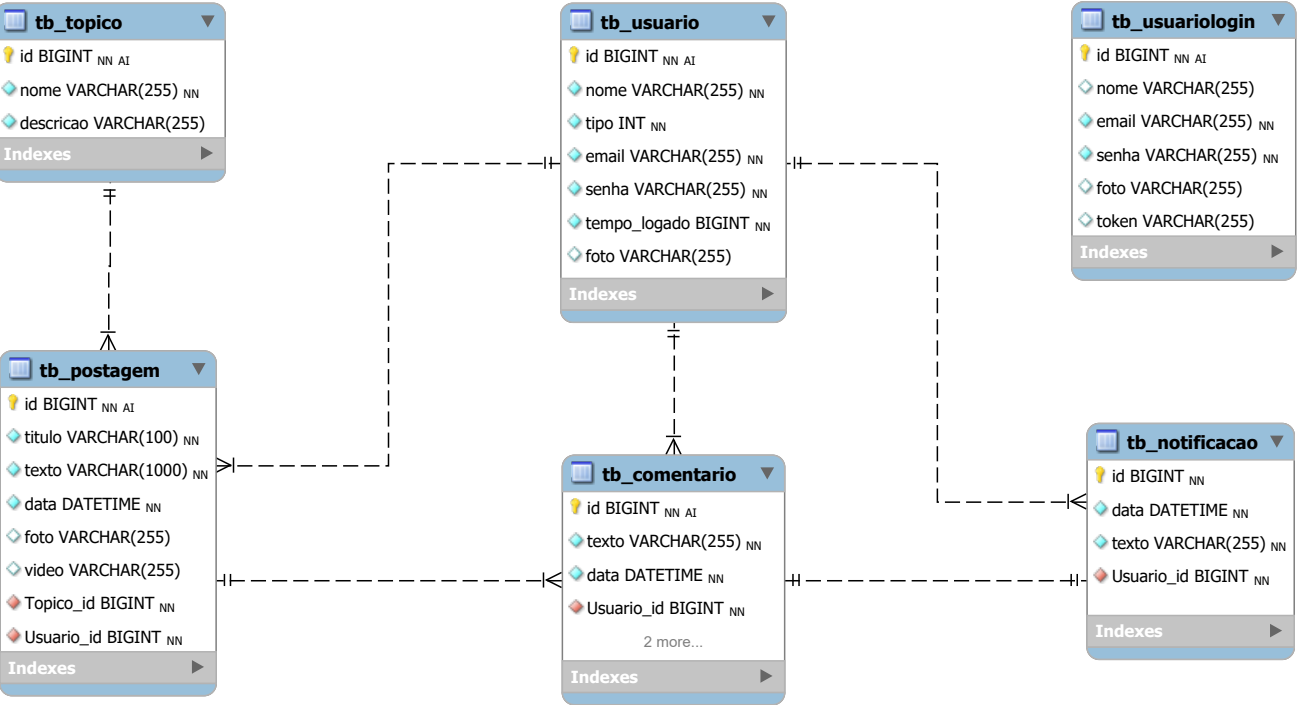 tb_topico
id BIGINT NN AI
nome VARCHAR(255) NN
descricao VARCHAR(255)
Indexes
tb_usuario
id BIGINT NN AI
nome VARCHAR(255) NN
tipo INT NN
email VARCHAR(255) NN
senha VARCHAR(255) NN
tempo_logado BIGINT NN
foto VARCHAR(255)
Indexes
tb_usuariologin
id BIGINT NN AI
nome VARCHAR(255)
email VARCHAR(255) NN
senha VARCHAR(255) NN
foto VARCHAR(255)
token VARCHAR(255)
Indexes
tb_postagem
id BIGINT NN AI
titulo VARCHAR(100) NN
texto VARCHAR(1000) NN
data DATETIME NN
foto VARCHAR(255)
video VARCHAR(255)
Topico_id BIGINT NN
Usuario_id BIGINT NN
Indexes
tb_comentario
id BIGINT NN AI
texto VARCHAR(255) NN
data DATETIME NN
Usuario_id BIGINT NN
2 more...
Indexes
tb_notificacao
id BIGINT NN
data DATETIME NN
texto VARCHAR(255) NN
Usuario_id BIGINT NN
Indexes